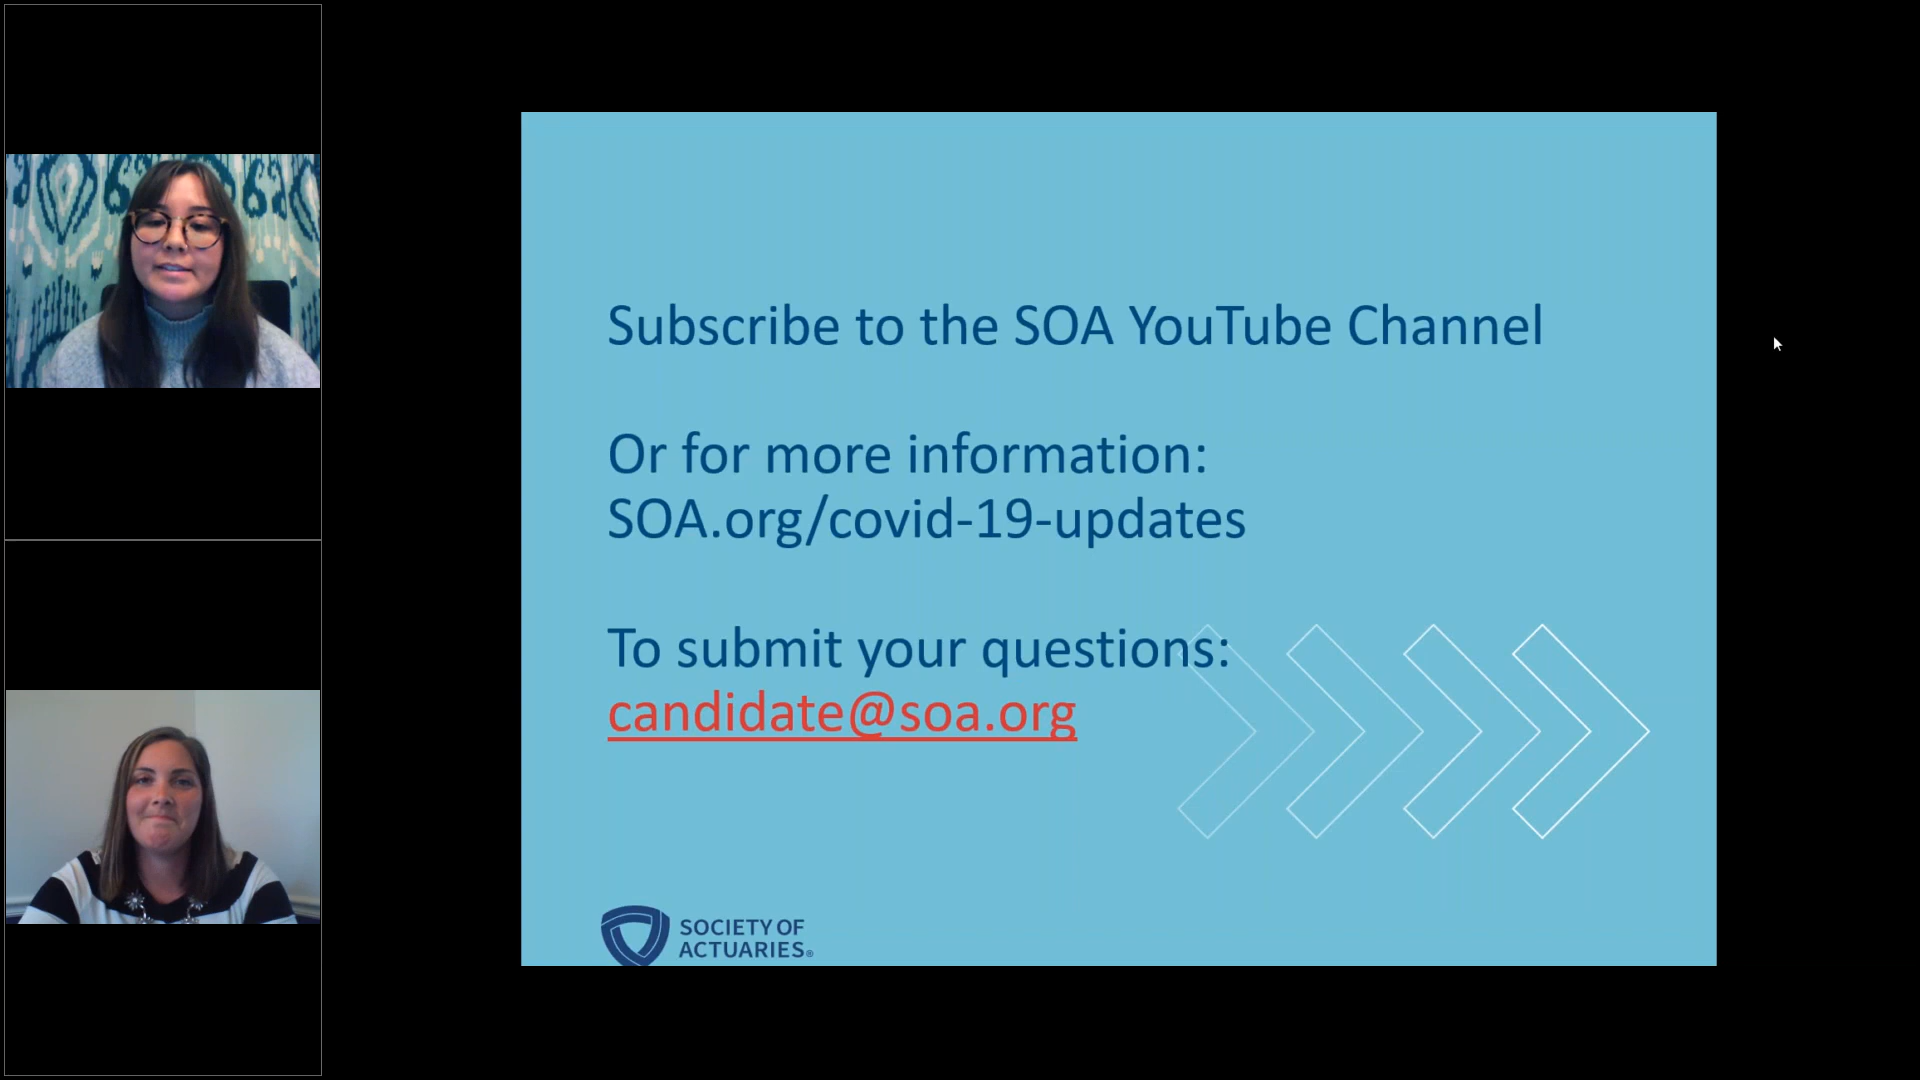 Subscribe to the SOA YouTube Channel
Or for more information:
SOA.org/covid-19-updates
To submit your questions:
candidate@soa.org
SOCIETY OF
ACTUARIES®